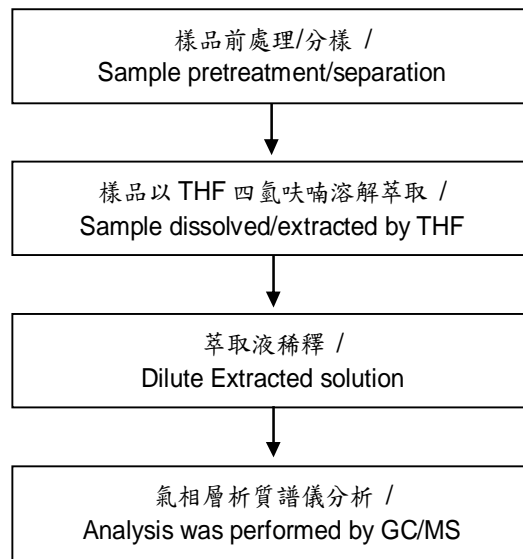 樣品前處理/分樣 /
Sample pretreatment/separation
樣品以 THF 四氫呋喃溶解萃取 /
Sample dissolved/extracted by THF
萃取液稀釋 /
Dilute Extracted solution
氣相層析質譜儀分析 /
Analysis was performed by GC/MS